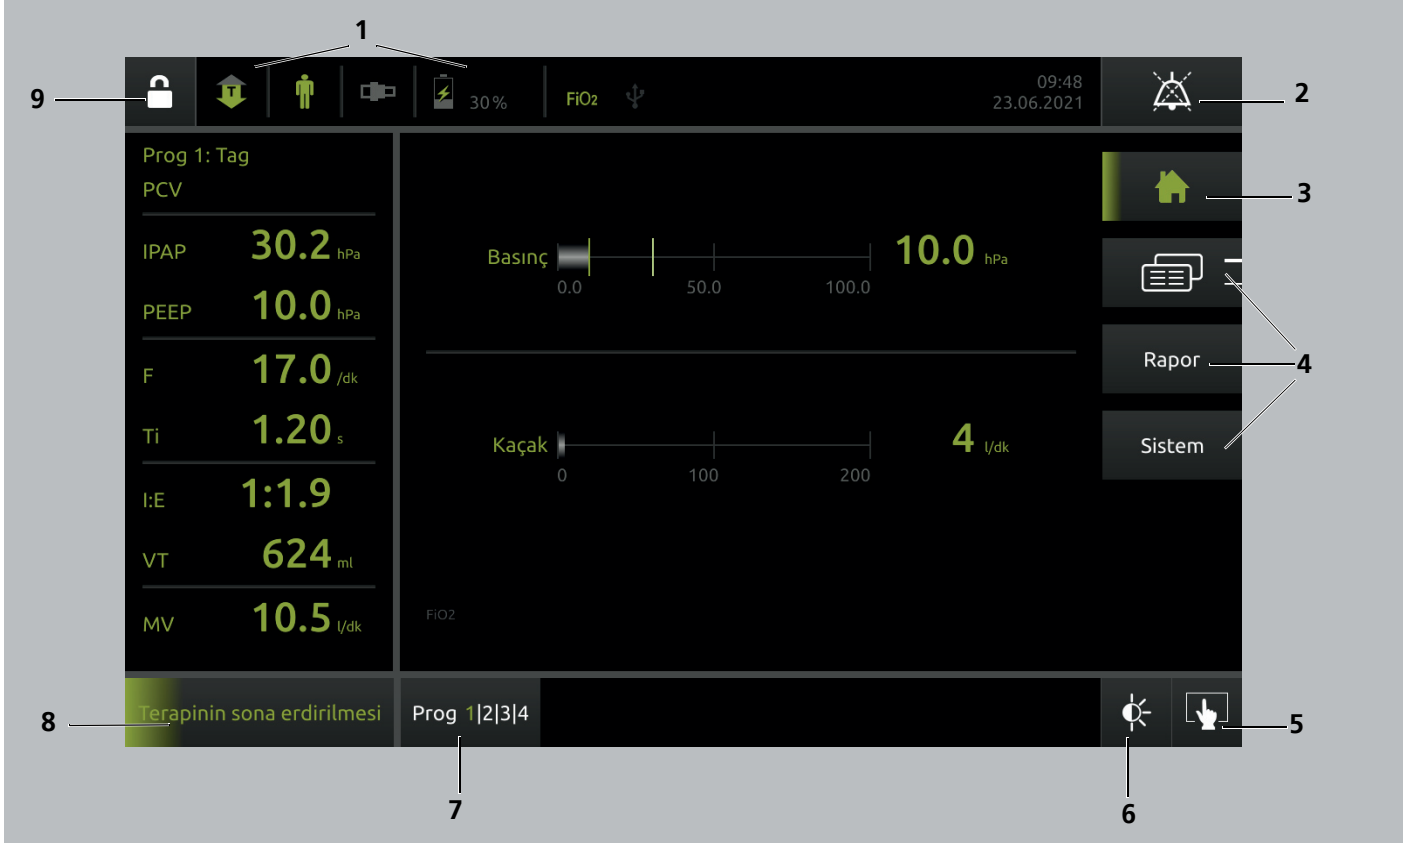 1
9
T
30%
FiO2
09:48
23.06.2021
2
Prog 1: Tag
PCV
IPAP 30.2 hPa
PEEP 10.0 hPa
F 17.0 /dk
Ti 1.20 s
I:E 1:1.9
VT 624 ml
MV 10.5 l/dk
Basınç 10.0 hPa
0.0 50.0 100.0
Kaçak 4 l/dk
0 100 200
FiO2
3
Rapor
4
Sistem
8
Terapinin sona erdirilmesi
Prog 1|2|3|4
5
7
6